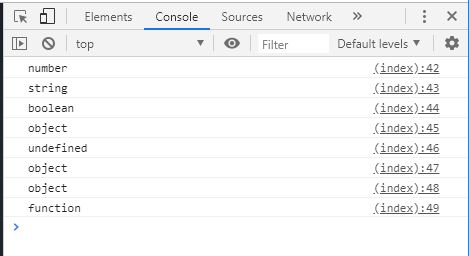 Elements Console Sources Network »
top Filter Default levels
number (index):42
string (index):43
boolean (index):44
object (index):45
undefined (index):46
object (index):47
object (index):48
function (index):49
>